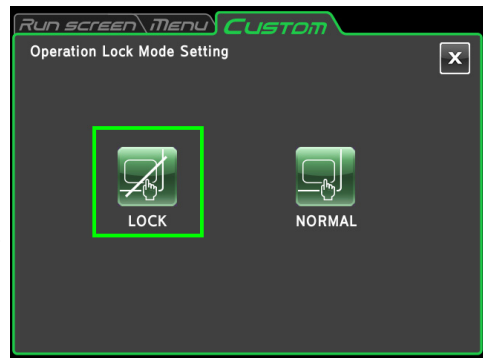 Run screen Menu Custom
Operation Lock Mode Setting
X
LOCK NORMAL